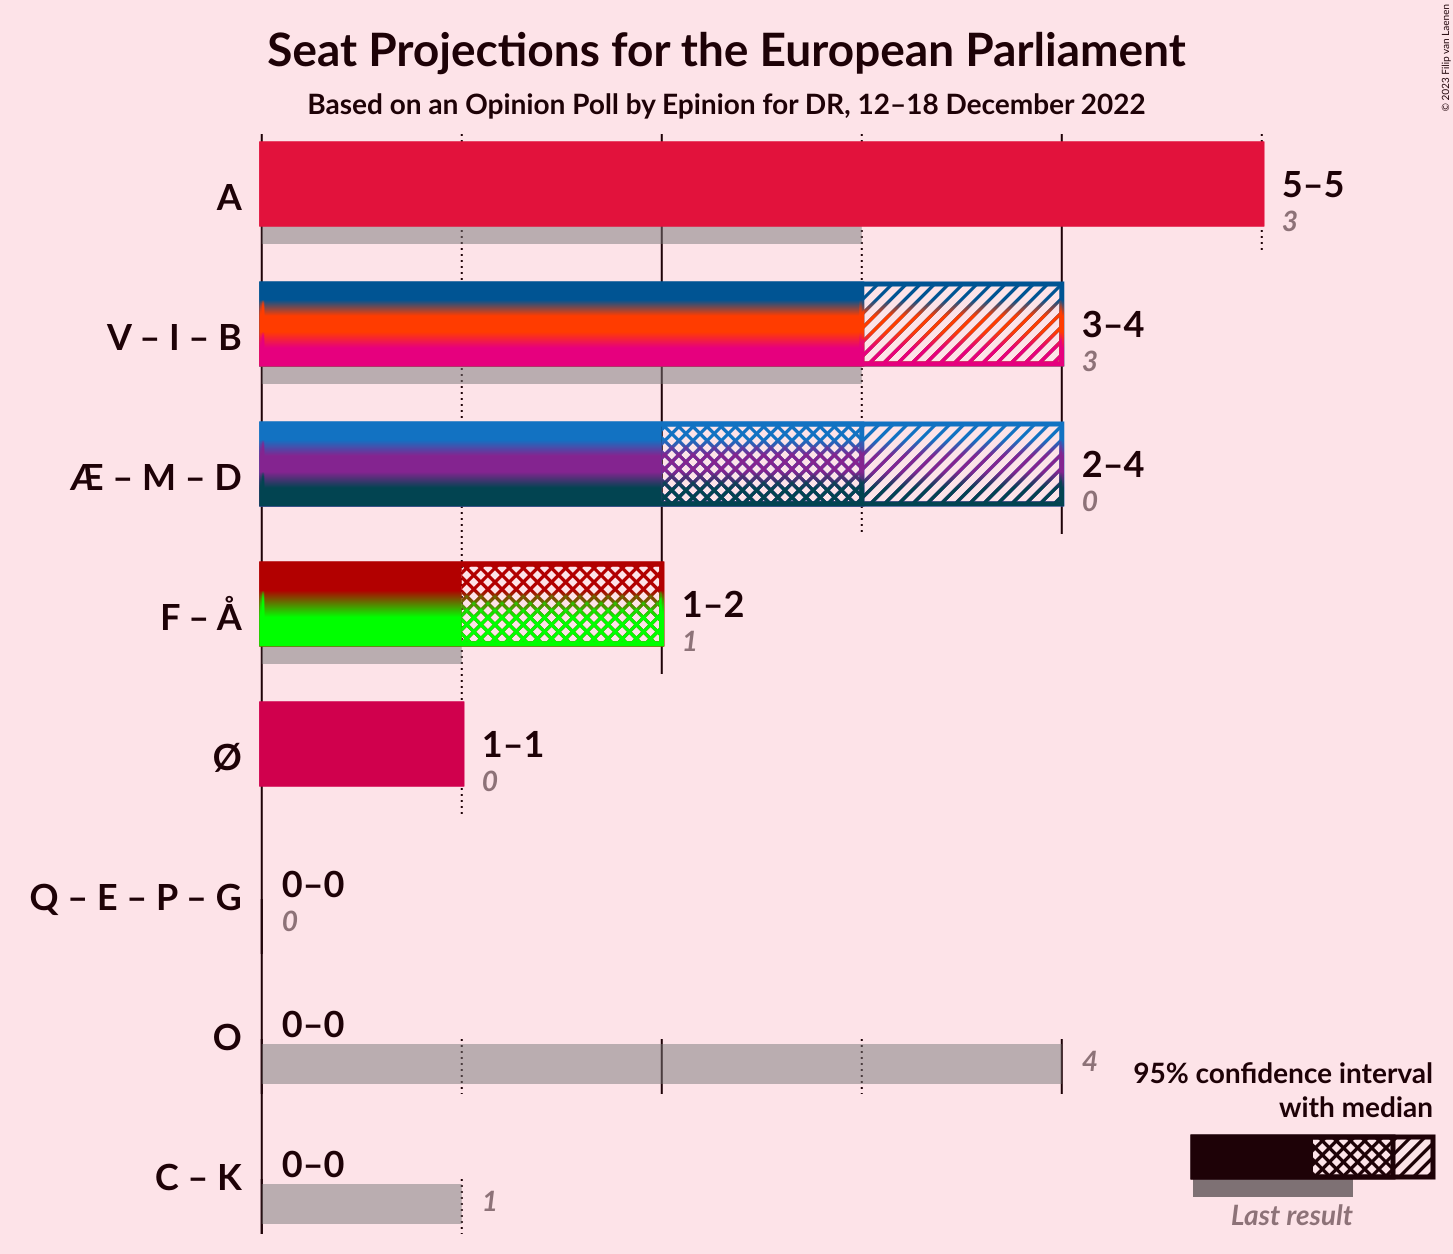 Seat Projections for the European Parliament
Based on an Opinion Poll by Epinion for DR, 12–18 December 2022
© 2023 Filip van Laenen
A
5–5
3
V – I – B
3–4
3
Æ – M – D
2–4
0
F – Å
1–2
1
Ø
1–1
0
Q – E – P – G
0–0
0
O
0–0
4
C – K
0–0
1
95% confidence interval
with median
Last result